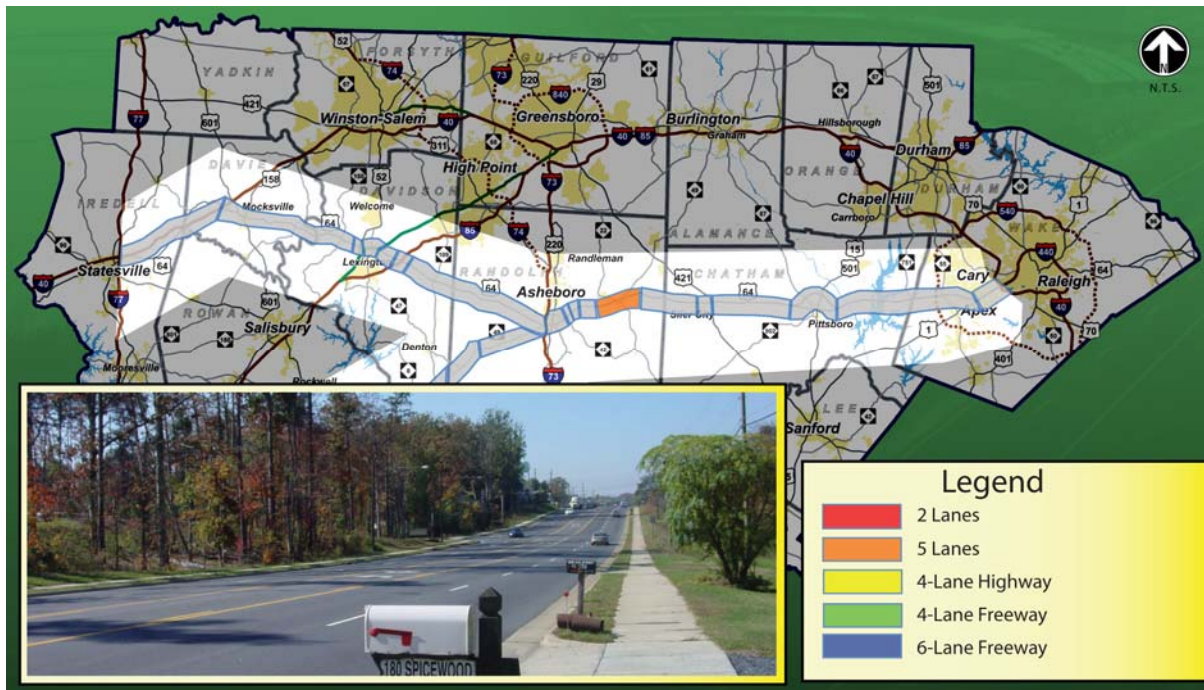 N
N.T.S.
YADKIN
FORSYTH
GUILFORD
52
74
67
73
220
29
61
840
86
57
501
77
421
601
Winston-Salem
Greensboro
Burlington
Graham
Hillsborough
Durham
85
40
311
High Point
40
85
40
DAVIE
158
52
DAVIDSON
Welcome
73
ORANGE
Chapel Hill
Carrboro
DURHAM
70
540
1
WAKE
IREDELL
Mocksville
64
85
74
220
ALAMANCE
15
501
440
Statesville
64
Lexington
RANDOLPH
Randleman
421
CHATHAM
Cary
Raleigh
64
40
77
601
64
Asheboro
64
40
ROWAN
Salisbury
Denton
Siler City
Pittsboro
Apex
1
70
401
Mooresville
Rockwell
73
LEE
Sanford
180 SPICEWOOD
Legend
2 Lanes
5 Lanes
4-Lane Highway
4-Lane Freeway
6-Lane Freeway